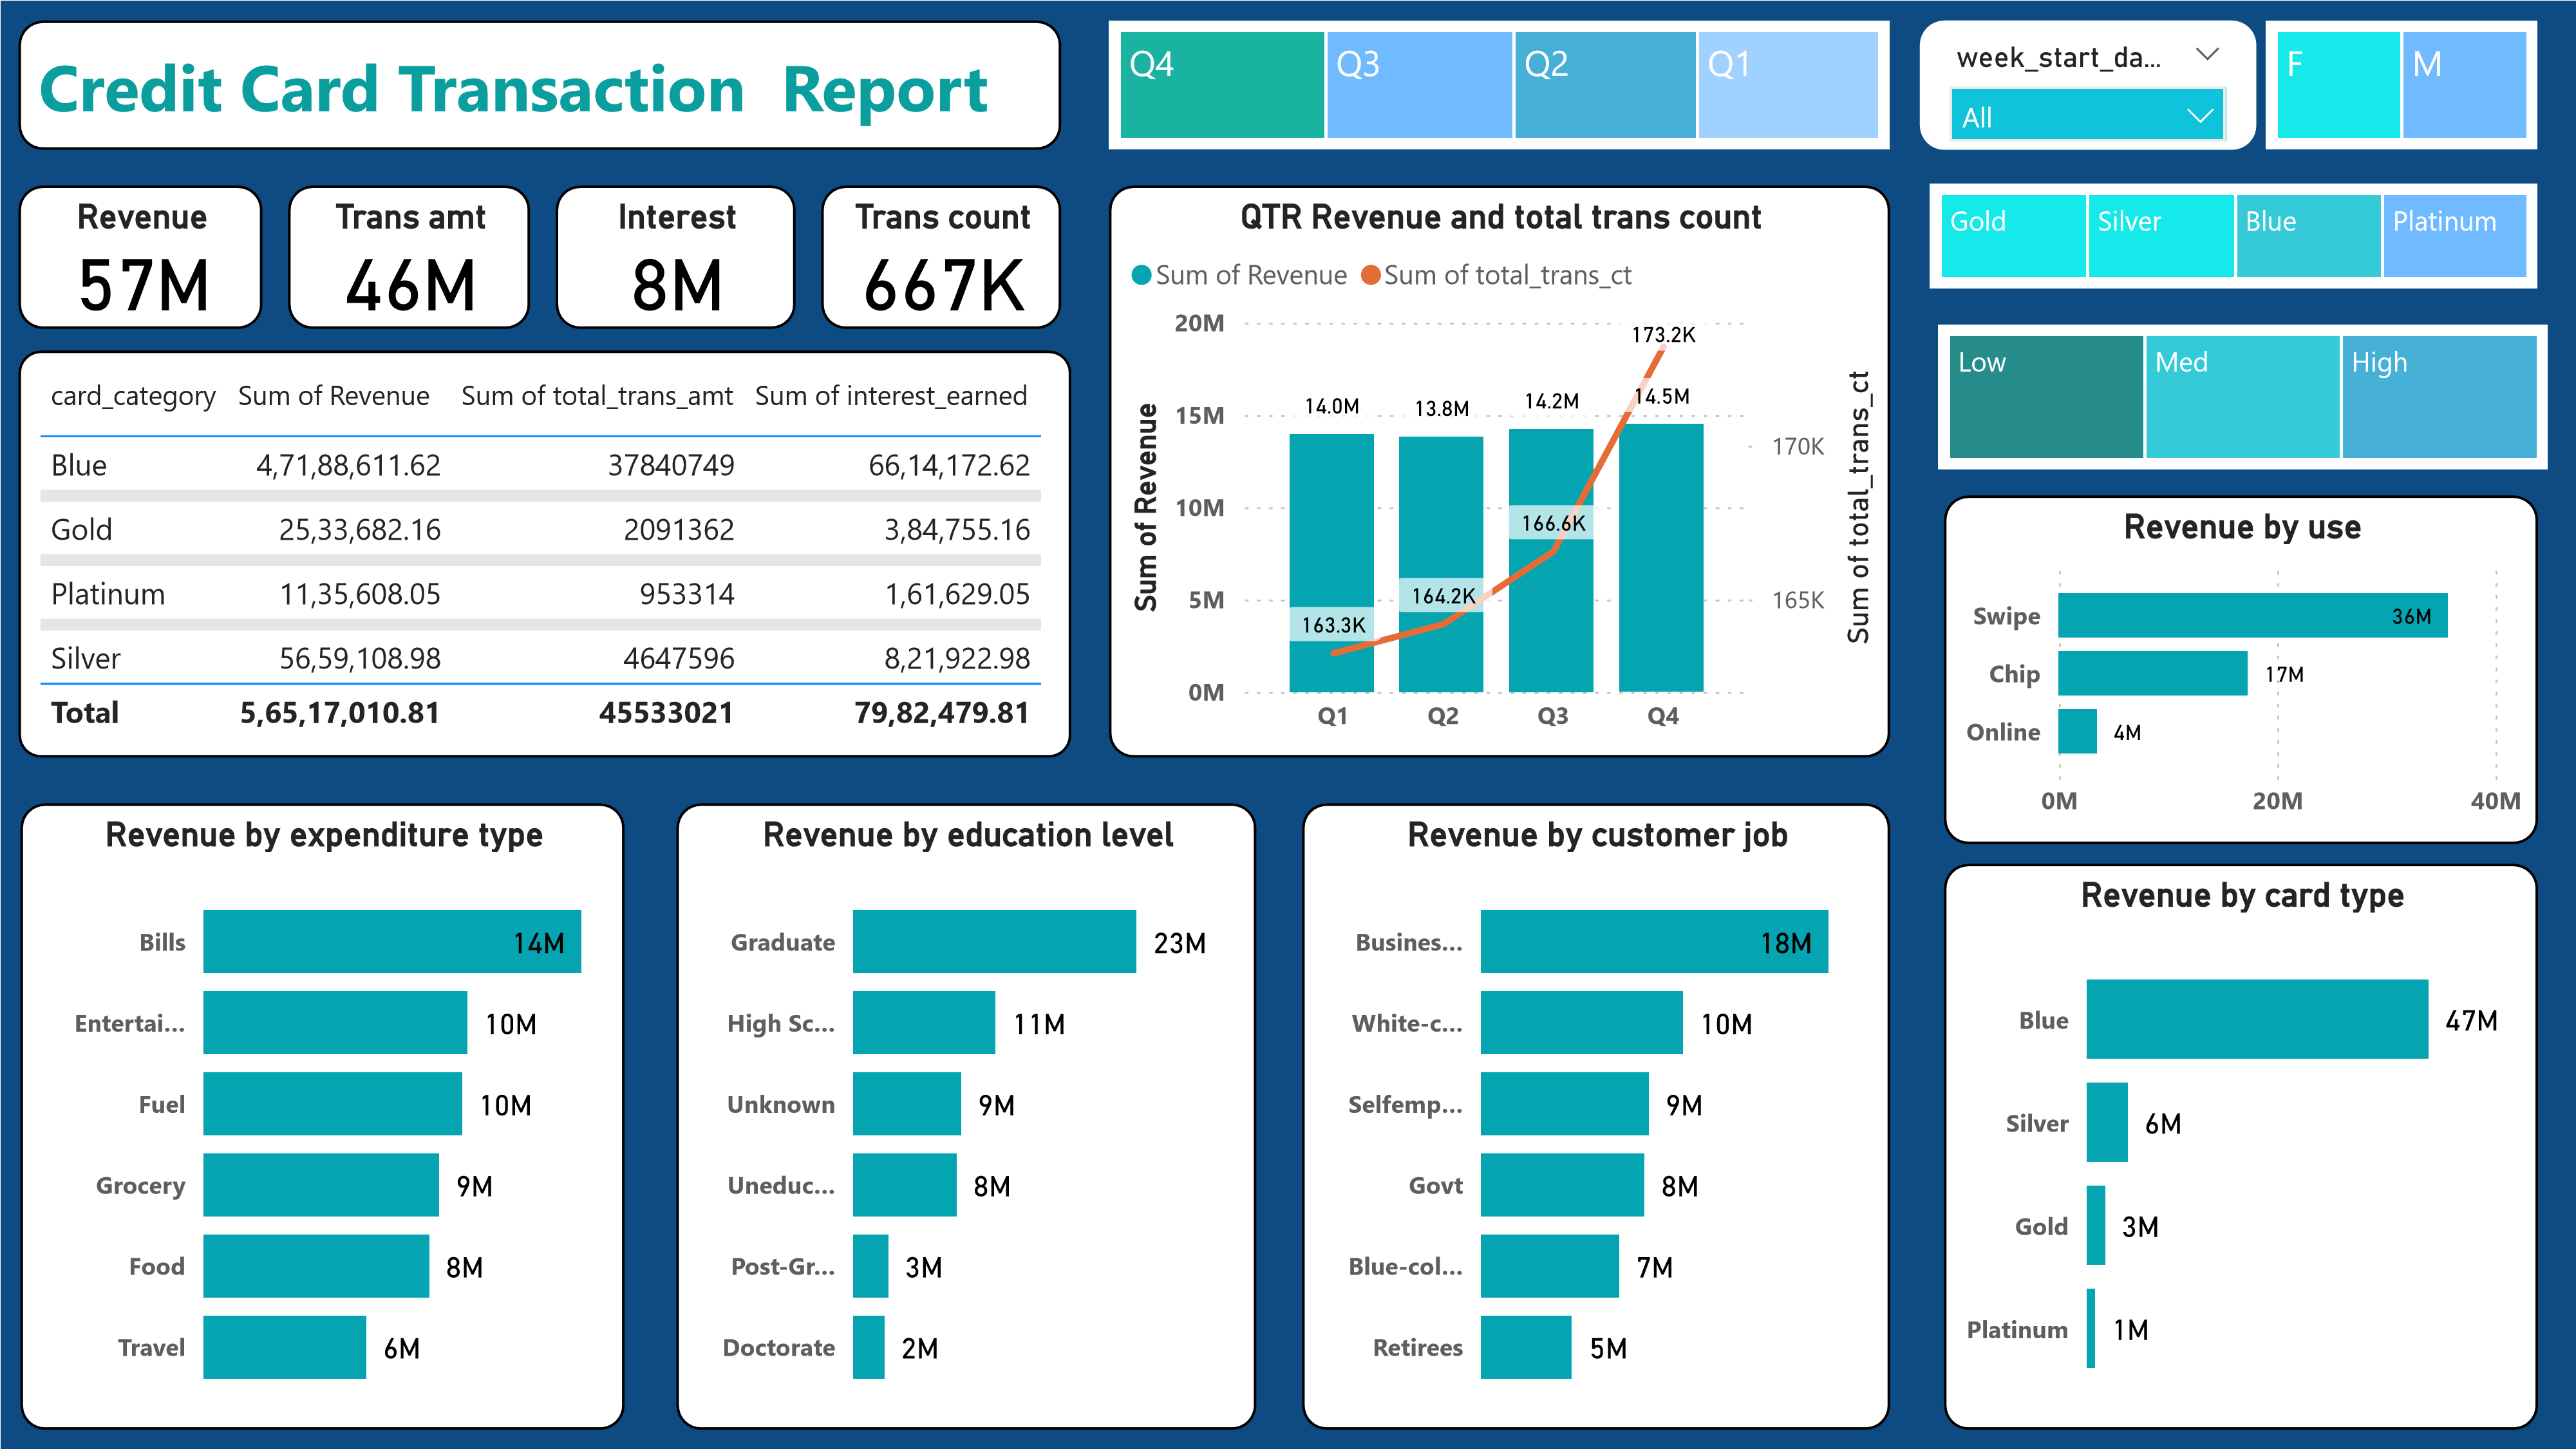 Credit Card Transaction Report
Q4 Q3 Q2 Q1
week_start_da...
All
F M
Revenue
57M
Trans amt
46M
Interest
8M
Trans count
667K
Gold Silver Blue Platinum
Low Med High
card_category Sum of Revenue Sum of total_trans_amt Sum of interest_earned
Blue 4,71,88,611.62 37840749 66,14,172.62
Gold 25,33,682.16 2091362 3,84,755.16
Platinum 11,35,608.05 953314 1,61,629.05
Silver 56,59,108.98 4647596 8,21,922.98
Total 5,65,17,010.81 45533021 79,82,479.81
QTR Revenue and total trans count
Sum of Revenue Sum of total_trans_ct
Sum of Revenue
20M
15M
10M
5M
0M
14.0M 13.8M 14.2M 14.5M
163.3K 164.2K 166.6K 173.2K
Q1 Q2 Q3 Q4
170K
165K
Sum of total_trans_ct
Revenue by use
Swipe 36M
Chip 17M
Online 4M
0M 20M 40M
Revenue by expenditure type
Bills 14M
Entertai... 10M
Fuel 10M
Grocery 9M
Food 8M
Travel 6M
Revenue by education level
Graduate 23M
High Sc... 11M
Unknown 9M
Uneduc... 8M
Post-Gr... 3M
Doctorate 2M
Revenue by customer job
Busines... 18M
White-c... 10M
Selfemp... 9M
Govt 8M
Blue-col... 7M
Retirees 5M
Revenue by card type
Blue 47M
Silver 6M
Gold 3M
Platinum 1M